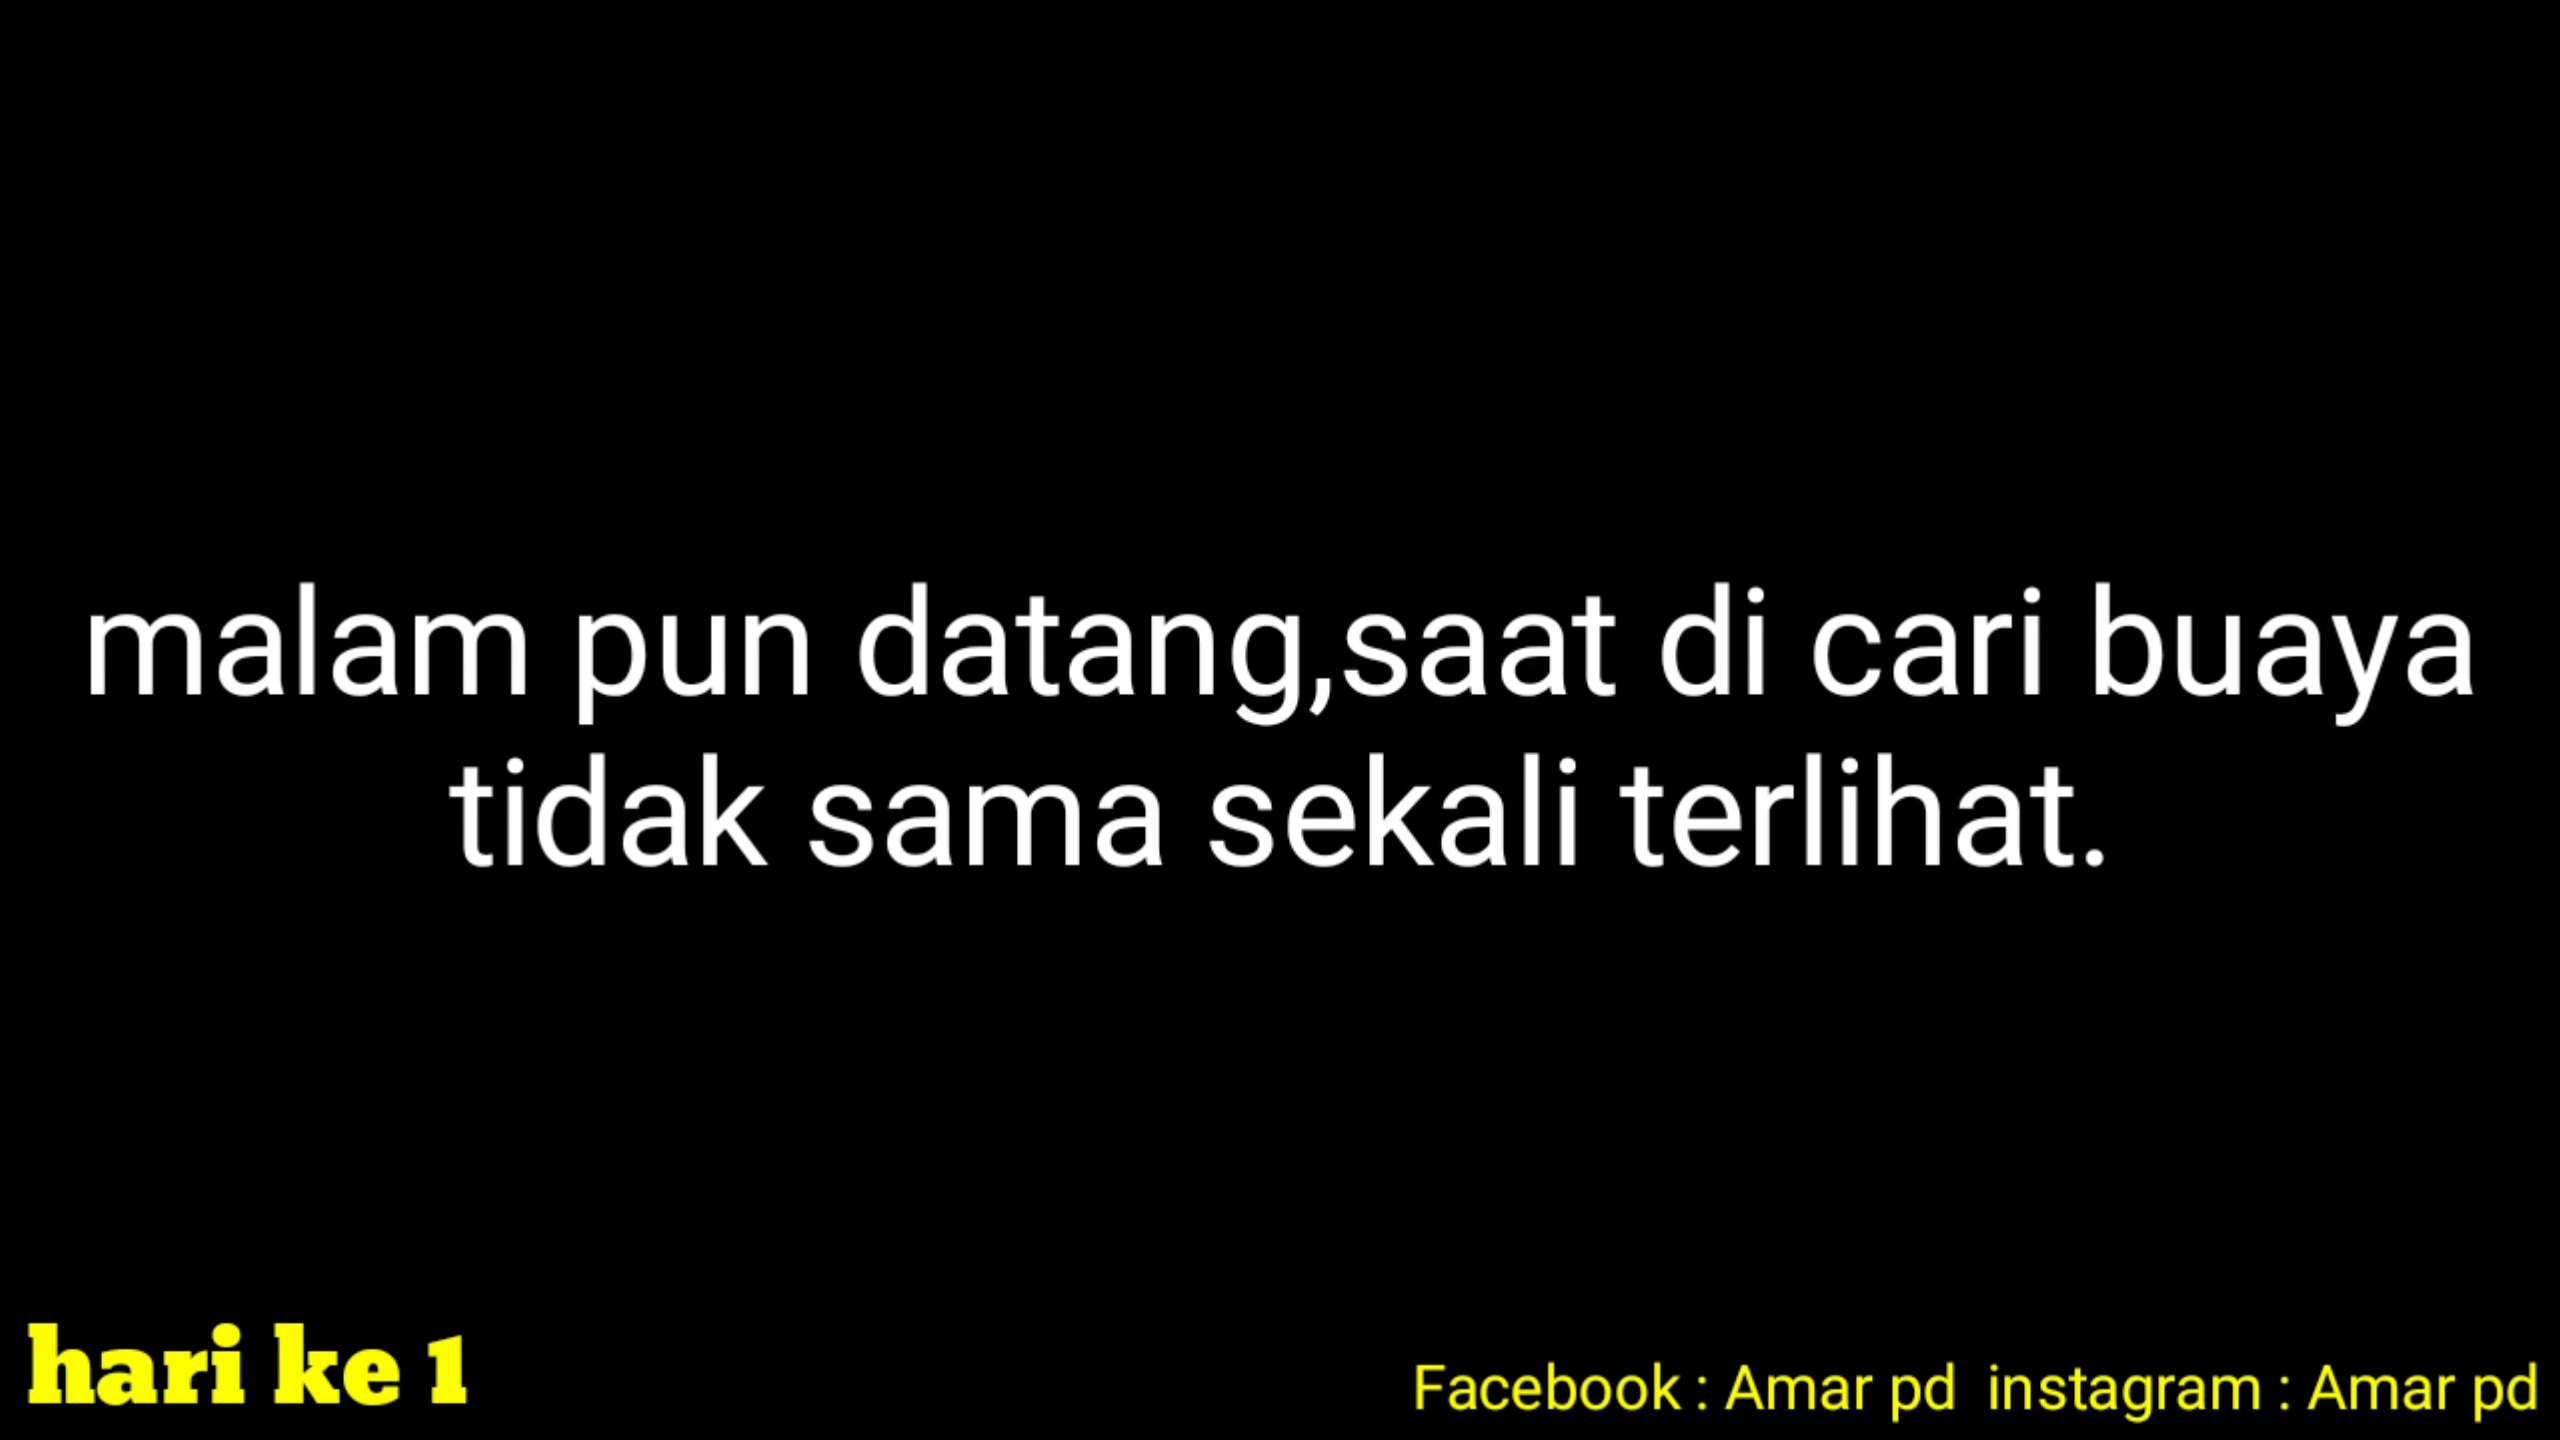 malam pun datang,saat di cari buaya
tidak sama sekali terlihat.
hari ke 1
Facebook : Amar pd  instagram : Amar pd